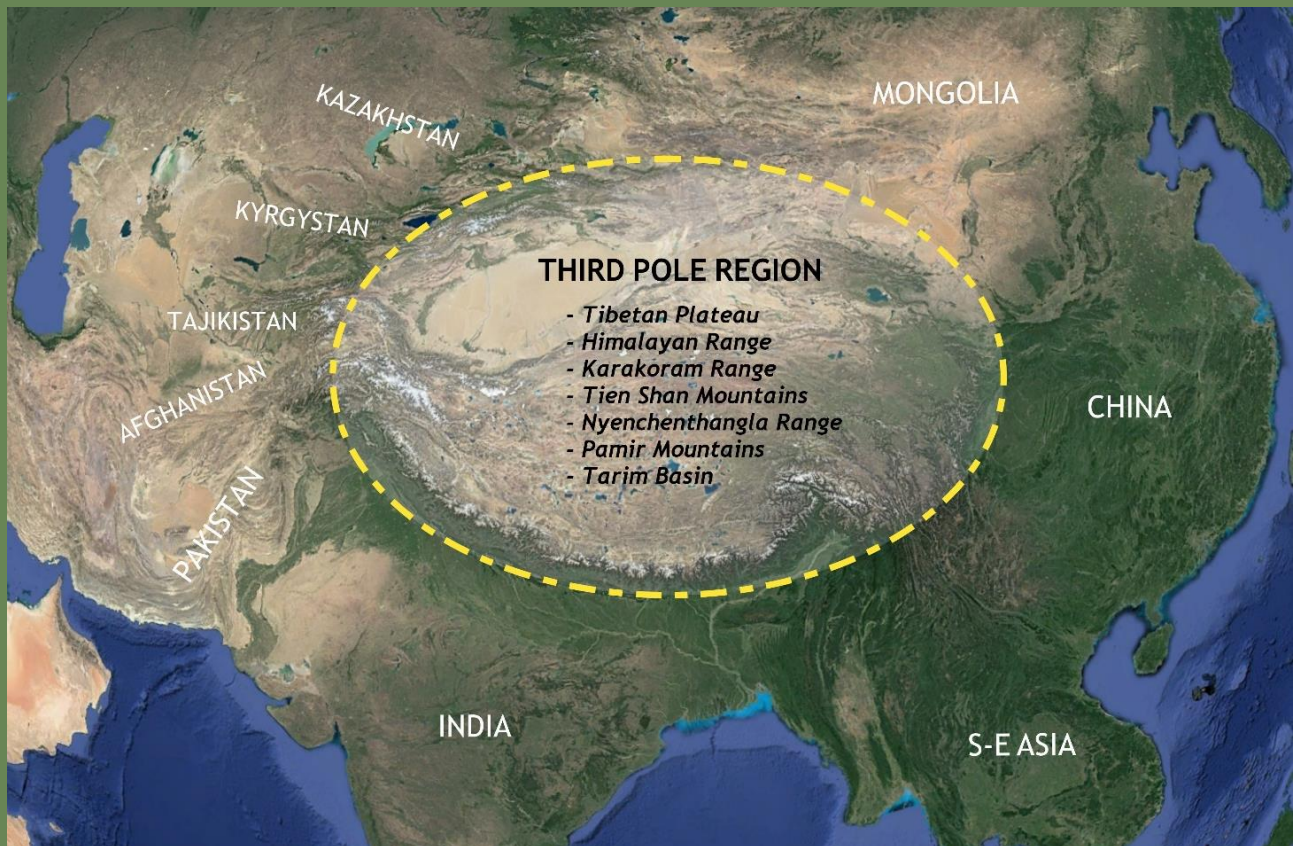 KAZAKHSTAN
MONGOLIA
KYRGYSTAN
THIRD POLE REGION
- Tibetan Plateau
- Himalayan Range
- Karakoram Range
- Tien Shan Mountains
- Nyenchenthangla Range
- Pamir Mountains
- Tarim Basin
TAJIKISTAN
AFGHANISTAN
PAKISTAN
CHINA
INDIA
S-E ASIA